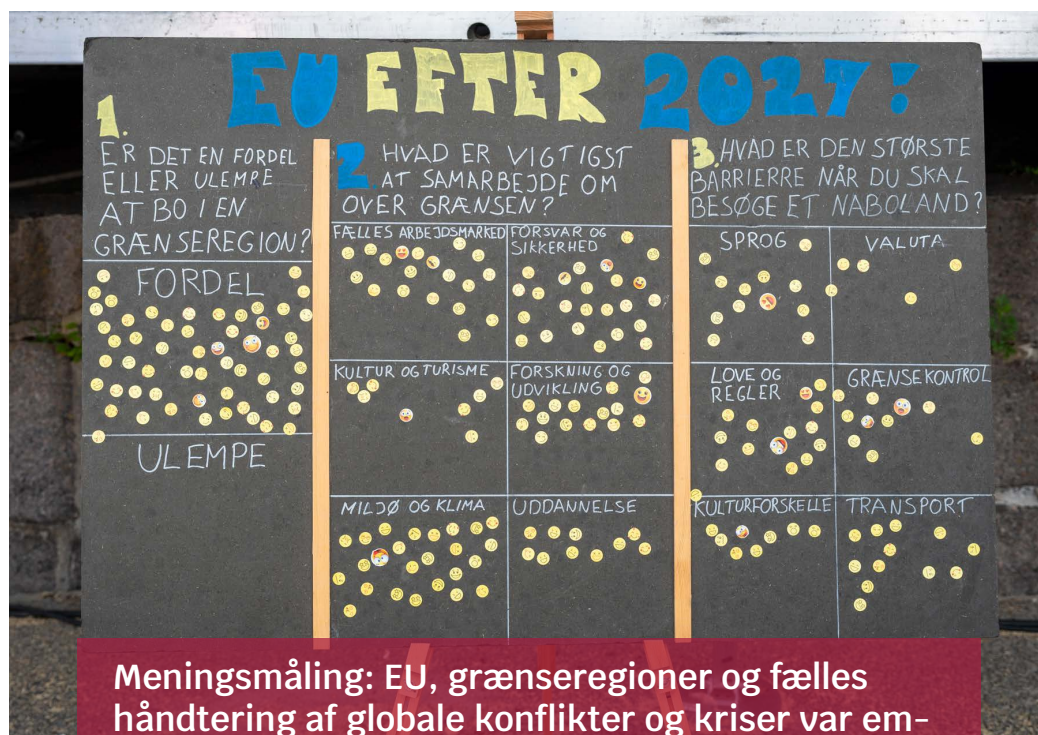 EU EFTER 2027!
1.
ER DET EN FORDEL
ELLER ULEMPE
AT BO I EN
GRÆNSEREGION?
FORDEL
ULEMPE
2. HVAD ER VIGTIGST
AT SAMARBEJDE OM
OVER GRÆNSEN?
FÆLLES ARBEJDSMARKED
FORSVAR OG
SIKKERHED
KULTUR OG TURISME
FORSKNING OG
UDVIKLING
MILJØ OG KLIMA
UDDANNELSE
3. HVAD ER DEN STØRSTE
BARRIERRE NÅR DU SKAL
BESØGE ET NABOLAND?
SPROG
VALUTA
LOVE OG
REGLER
GRÆNSEKONTROL
KULTURFORSKELLE
TRANSPORT
Meningsmåling: EU, grænseregioner og fælles
håndtering af globale konflikter og kriser var em-